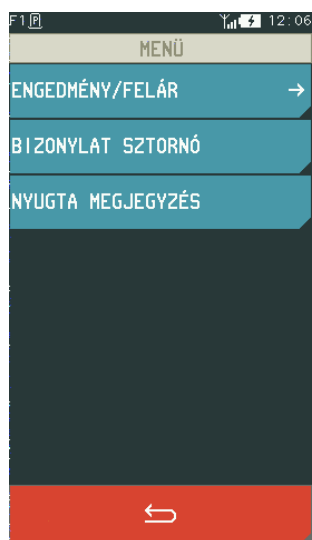 F1 P 12:06
MENÜ
ENGEDMÉNY/FELÁR
BIZONYLAT SZTORNÓ
NYUGTA MEGJEGYZÉS